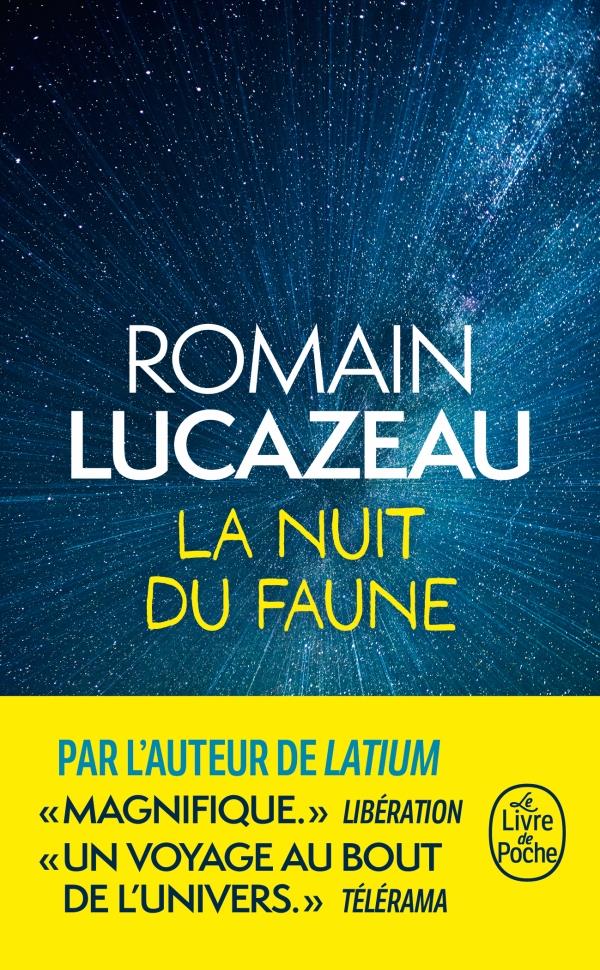 ROMAIN
LUCAZEAU
LA NUIT
DU FAUNE
PAR L'AUTEUR DE LATIUM
« MAGNIFIQUE. » LIBÉRATION
« UN VOYAGE AU BOUT
DE L'UNIVERS. » TÉLÉRAMA
Le
Livre
de
Poche